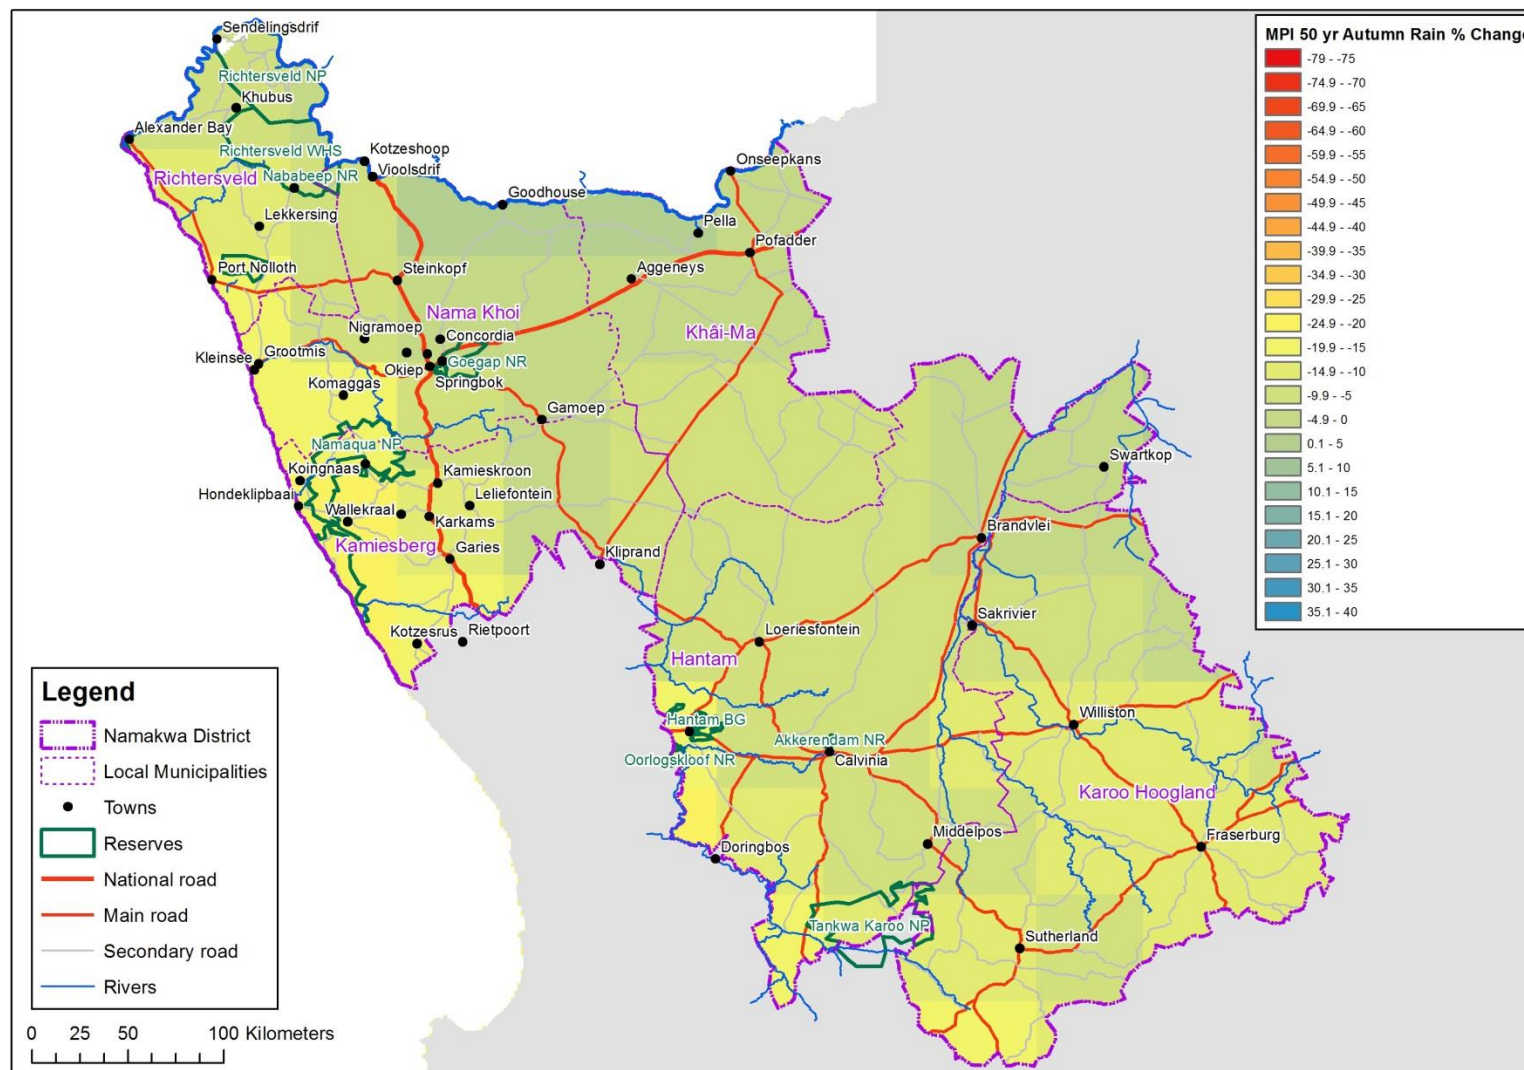 Sendelingsdrif
MPI 50 yr Autumn Rain % Change
-79 - -75
-74.9 - -70
-69.9 - -65
-64.9 - -60
-59.9 - -55
-54.9 - -50
-49.9 - -45
-44.9 - -40
-39.9 - -35
-34.9 - -30
-29.9 - -25
-24.9 - -20
-19.9 - -15
-14.9 - -10
-9.9 - -5
-4.9 - 0
0.1 - 5
5.1 - 10
10.1 - 15
15.1 - 20
20.1 - 25
25.1 - 30
30.1 - 35
35.1 - 40
Richtersveld NP
Khubus
Alexander Bay
Richtersveld WHS
Kotzeshoop
Vioolsdrif
Richtersveld
Nababeep NR
Onseepkans
Goodhouse
Lekkersing
Pella
Pofadder
Port Nolloth
Steinkopf
Aggeneys
Nama Khoi
Khâi-Ma
Nigramoep
Concordia
Kleinsee
Grootmis
Okiep
Goegap NR
Springbok
Komaggas
Gamoep
Namaqua NP
Koingnaas
Kamieskroon
Swartkop
Hondeklipbaai
Leliefontein
Wallekraal
Karkams
Brandvlei
Kamiesberg
Garies
Kliprand
Sakrivier
Kotzesrus
Rietpoort
Loeriesfontein
Hantam
Hantam BG
Williston
Akkerendam NR
Oorlogskloof NR
Calvinia
Karoo Hoogland
Middelpos
Fraserburg
Doringbos
Tankwa Karoo NP
Sutherland
Legend
Namakwa District
Local Municipalities
Towns
Reserves
National road
Main road
Secondary road
Rivers
0 25 50 100 Kilometers